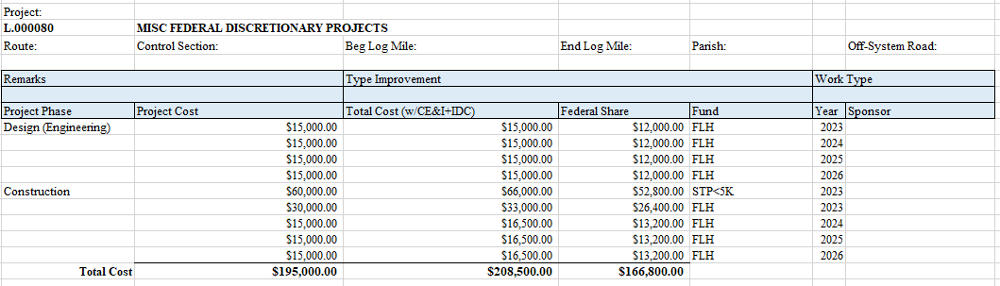 Project:
L.000080 MISC FEDERAL DISCRETIONARY PROJECTS
Route: Control Section: Beg Log Mile: End Log Mile: Parish: Off-System Road:
Remarks Type Improvement Work Type
Project Phase Project Cost Total Cost (w/CE&I+IDC) Federal Share Fund Year Sponsor
Design (Engineering) $15,000.00 $15,000.00 $12,000.00 FLH 2023
$15,000.00 $15,000.00 $12,000.00 FLH 2024
$15,000.00 $15,000.00 $12,000.00 FLH 2025
$15,000.00 $15,000.00 $12,000.00 FLH 2026
Construction $60,000.00 $66,000.00 $52,800.00 STP<5K 2023
$30,000.00 $33,000.00 $26,400.00 FLH 2023
$15,000.00 $16,500.00 $13,200.00 FLH 2024
$15,000.00 $16,500.00 $13,200.00 FLH 2025
$15,000.00 $16,500.00 $13,200.00 FLH 2026
Total Cost $195,000.00 $208,500.00 $166,800.00